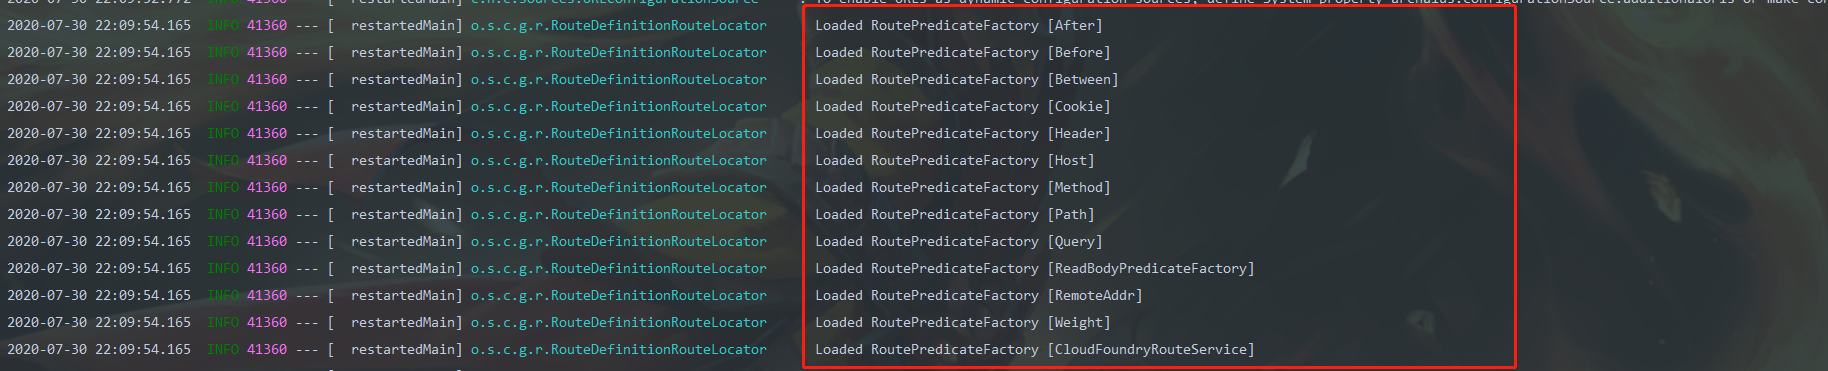 2020-07-30 22:09:54.165  INFO 41360 --- [  restartedMain] o.s.c.g.r.RouteDefinitionRouteLocator      Loaded RoutePredicateFactory [After]
2020-07-30 22:09:54.165  INFO 41360 --- [  restartedMain] o.s.c.g.r.RouteDefinitionRouteLocator      Loaded RoutePredicateFactory [Before]
2020-07-30 22:09:54.165  INFO 41360 --- [  restartedMain] o.s.c.g.r.RouteDefinitionRouteLocator      Loaded RoutePredicateFactory [Between]
2020-07-30 22:09:54.165  INFO 41360 --- [  restartedMain] o.s.c.g.r.RouteDefinitionRouteLocator      Loaded RoutePredicateFactory [Cookie]
2020-07-30 22:09:54.165  INFO 41360 --- [  restartedMain] o.s.c.g.r.RouteDefinitionRouteLocator      Loaded RoutePredicateFactory [Header]
2020-07-30 22:09:54.165  INFO 41360 --- [  restartedMain] o.s.c.g.r.RouteDefinitionRouteLocator      Loaded RoutePredicateFactory [Host]
2020-07-30 22:09:54.165  INFO 41360 --- [  restartedMain] o.s.c.g.r.RouteDefinitionRouteLocator      Loaded RoutePredicateFactory [Method]
2020-07-30 22:09:54.165  INFO 41360 --- [  restartedMain] o.s.c.g.r.RouteDefinitionRouteLocator      Loaded RoutePredicateFactory [Path]
2020-07-30 22:09:54.165  INFO 41360 --- [  restartedMain] o.s.c.g.r.RouteDefinitionRouteLocator      Loaded RoutePredicateFactory [Query]
2020-07-30 22:09:54.165  INFO 41360 --- [  restartedMain] o.s.c.g.r.RouteDefinitionRouteLocator      Loaded RoutePredicateFactory [ReadBodyPredicateFactory]
2020-07-30 22:09:54.165  INFO 41360 --- [  restartedMain] o.s.c.g.r.RouteDefinitionRouteLocator      Loaded RoutePredicateFactory [RemoteAddr]
2020-07-30 22:09:54.165  INFO 41360 --- [  restartedMain] o.s.c.g.r.RouteDefinitionRouteLocator      Loaded RoutePredicateFactory [Weight]
2020-07-30 22:09:54.165  INFO 41360 --- [  restartedMain] o.s.c.g.r.RouteDefinitionRouteLocator      Loaded RoutePredicateFactory [CloudFoundryRouteService]